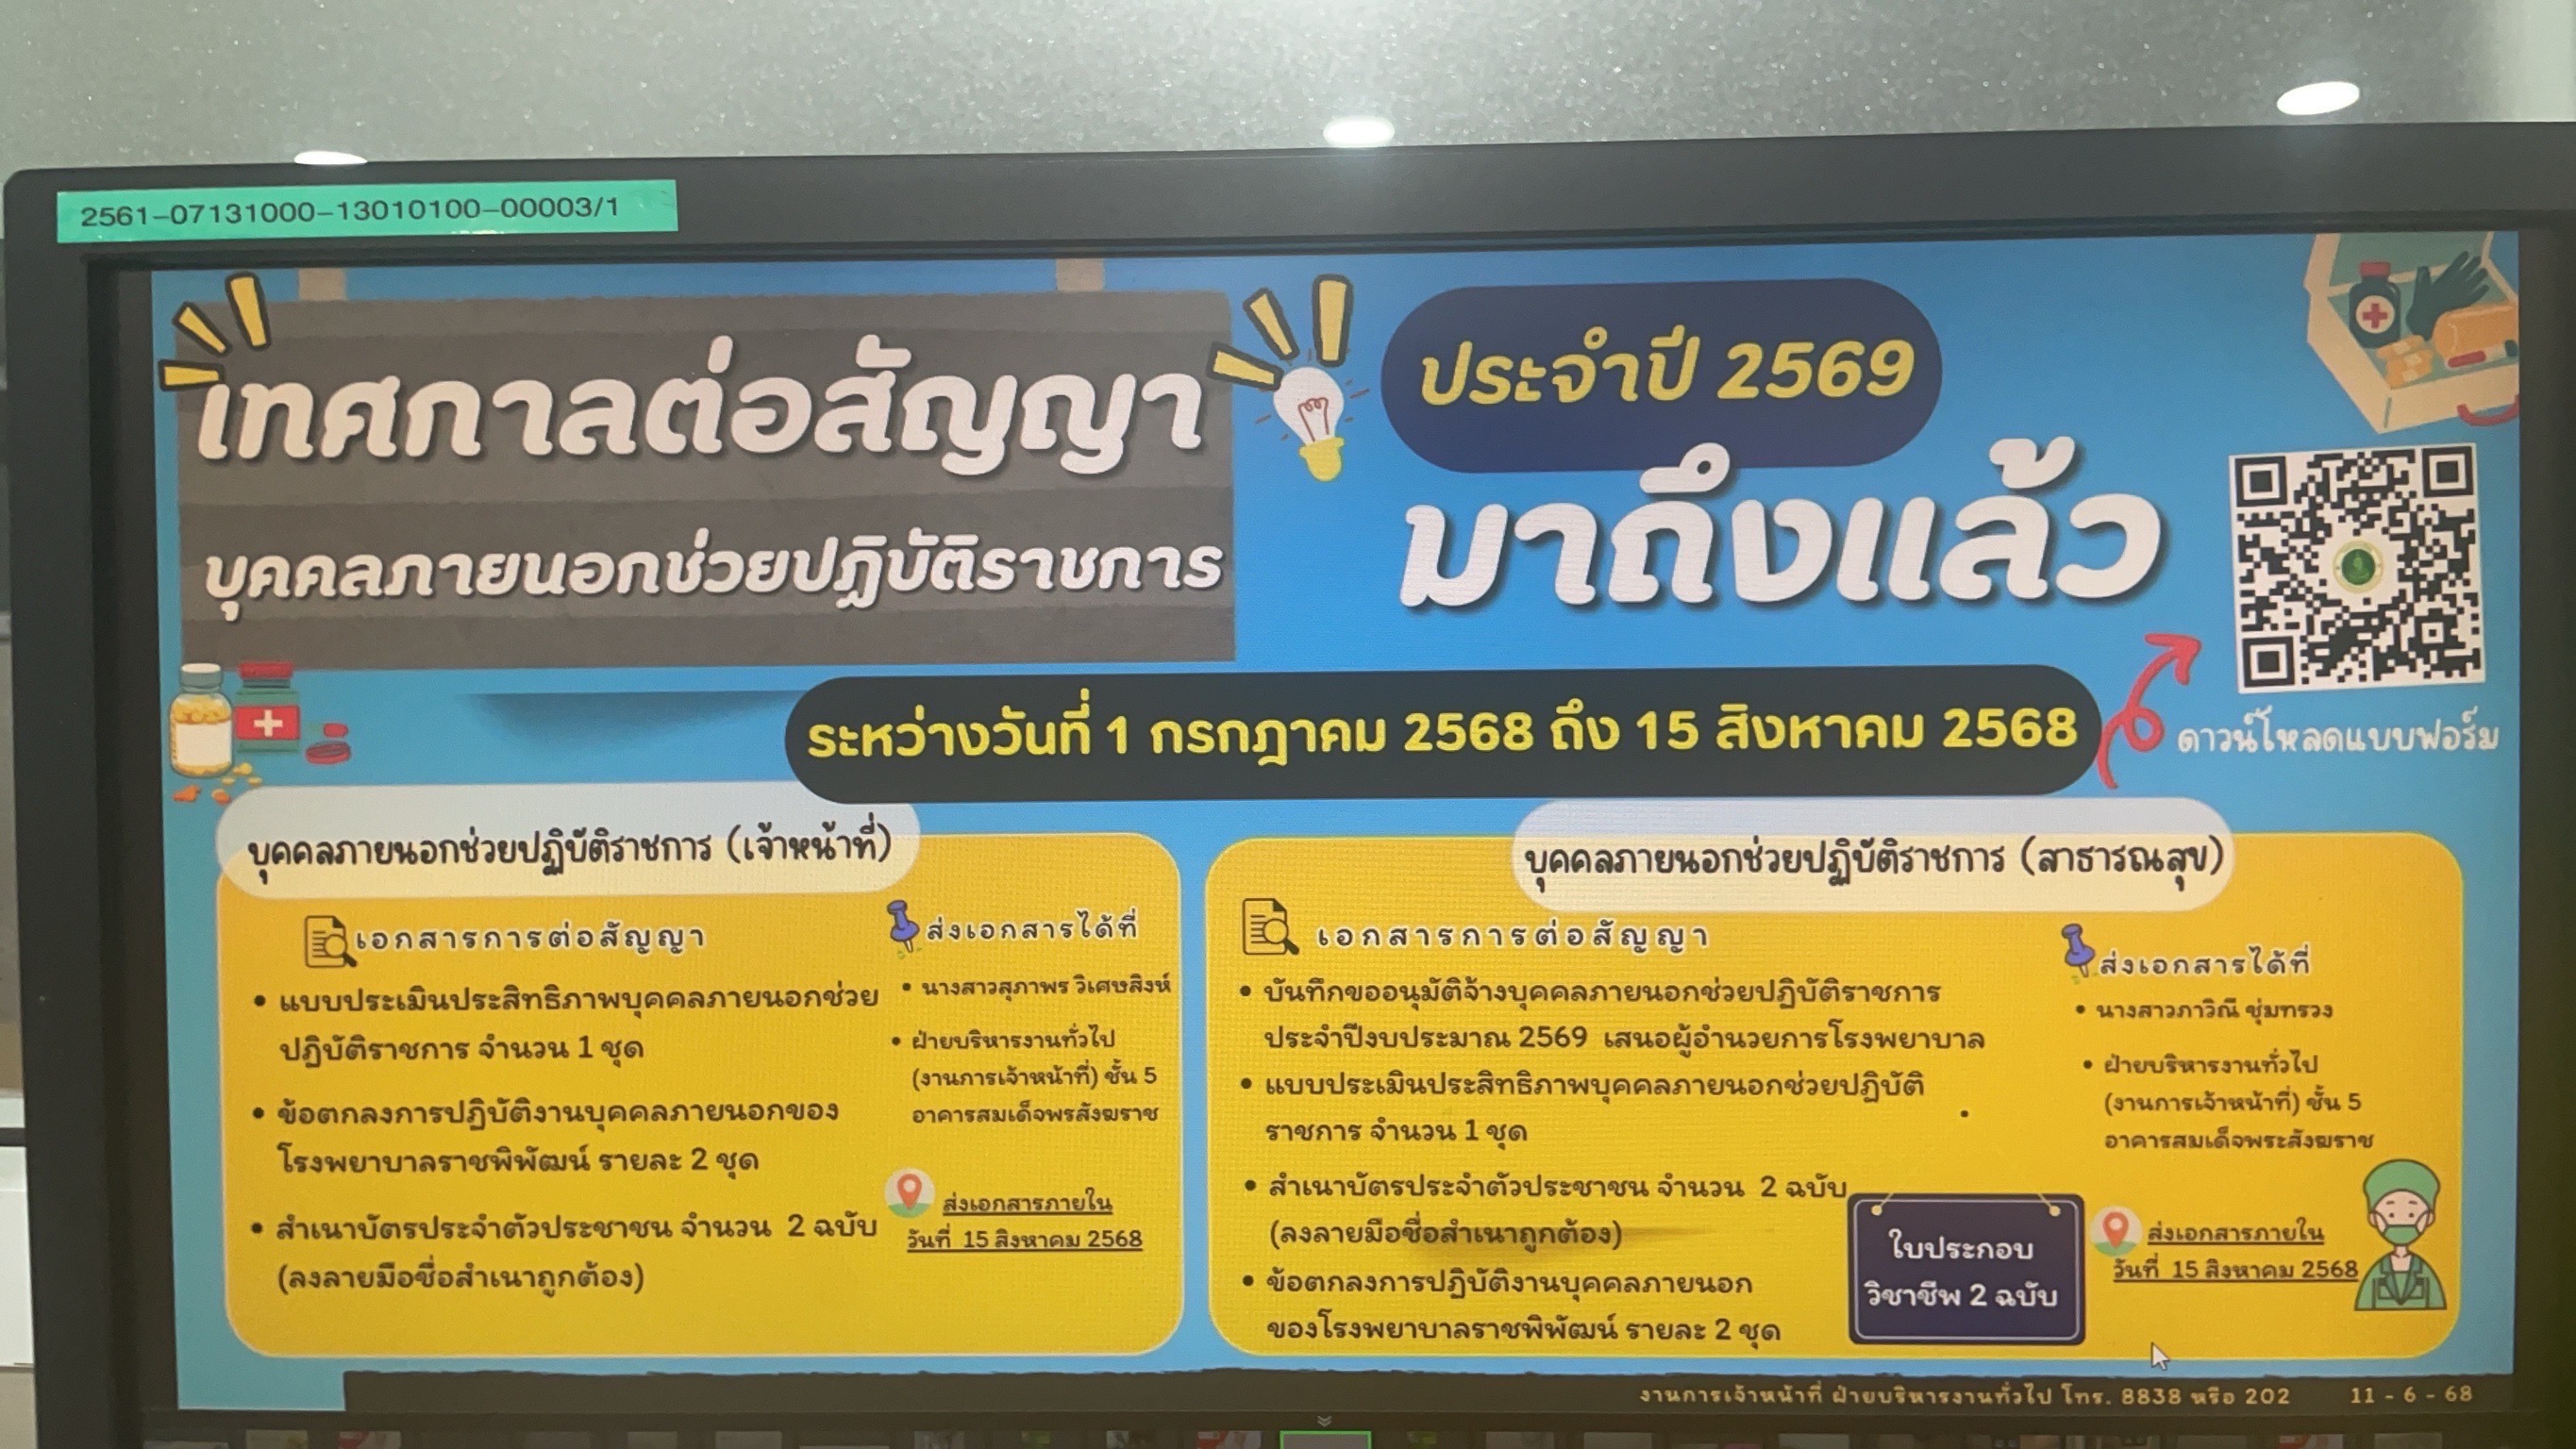 2561-07131000-13010100-00003/1
เทศกาลต่อสัญญา
บุคคลภายนอกช่วยปฏิบัติราชการ
ประจำปี 2569
มาถึงแล้ว
ระหว่างวันที่ 1 กรกฎาคม 2568 ถึง 15 สิงหาคม 2568
ดาวน์โหลดแบบฟอร์ม
บุคคลภายนอกช่วยปฏิบัติราชการ (เจ้าหน้าที่)
เอกสารการต่อสัญญา
• แบบประเมินประสิทธิภาพบุคคลภายนอกช่วย
ปฏิบัติราชการ จำนวน 1 ชุด
• ข้อตกลงการปฏิบัติงานบุคคลภายนอกของ
โรงพยาบาลราชพิพัฒน์ รายละ 2 ชุด
• สำเนาบัตรประจำตัวประชาชน จำนวน 2 ฉบับ
(ลงลายมือชื่อสำเนาถูกต้อง)
ส่งเอกสารได้ที่
• นางสาวสุภาพร วิเศษสิงห์
• ฝ่ายบริหารงานทั่วไป
(งานการเจ้าหน้าที่) ชั้น 5
อาคารสมเด็จพรสังฆราช
ส่งเอกสารภายใน
วันที่ 15 สิงหาคม 2568
บุคคลภายนอกช่วยปฏิบัติราชการ (สาธารณสุข)
เอกสารการต่อสัญญา
• บันทึกขออนุมัติจ้างบุคคลภายนอกช่วยปฏิบัติราชการ
ประจำปีงบประมาณ 2569 เสนอผู้อำนวยการโรงพยาบาล
• แบบประเมินประสิทธิภาพบุคคลภายนอกช่วยปฏิบัติ
ราชการ จำนวน 1 ชุด
• สำเนาบัตรประจำตัวประชาชน จำนวน 2 ฉบับ
(ลงลายมือชื่อสำเนาถูกต้อง)
• ข้อตกลงการปฏิบัติงานบุคคลภายนอก
ของโรงพยาบาลราชพิพัฒน์ รายละ 2 ชุด
ใบประกอบ
วิชาชีพ 2 ฉบับ
ส่งเอกสารได้ที่
• นางสาวภาวิณี ชุ่มทรวง
• ฝ่ายบริหารงานทั่วไป
(งานการเจ้าหน้าที่) ชั้น 5
อาคารสมเด็จพระสังฆราช
ส่งเอกสารภายใน
วันที่ 15 สิงหาคม 2568
งานการเจ้าหน้าที่ ฝ่ายบริหารงานทั่วไป โทร. 8838 หรือ 202 11 - 6 - 68